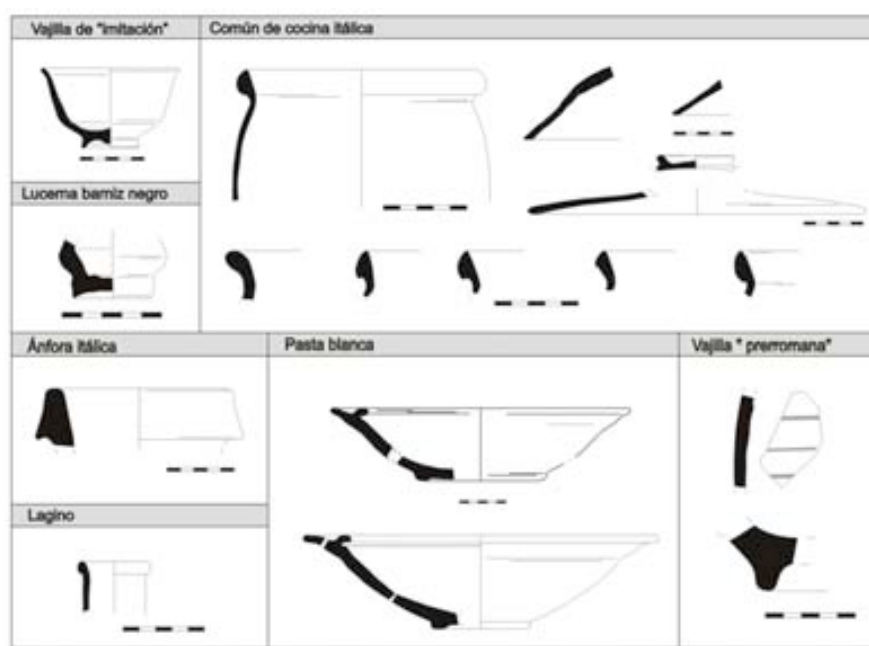 Vajilla de "imitación"
Común de cocina itálica
Lucerna barniz negro
Ánfora itálica
Pasta blanca
Vajilla " prerromana"
Lagino